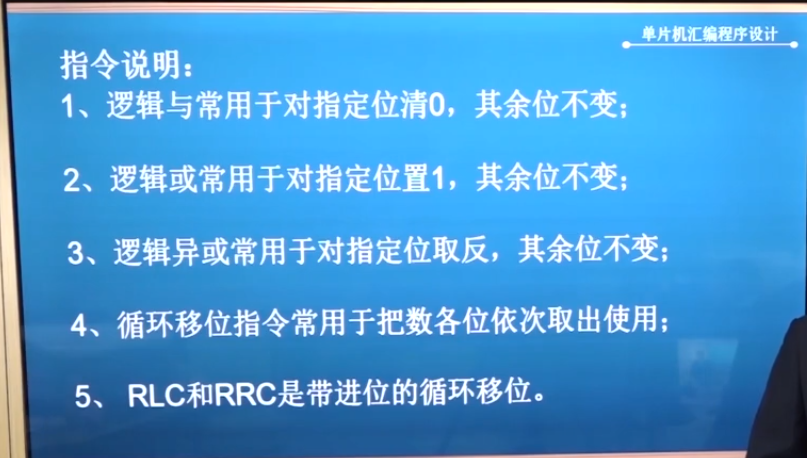 单片机汇编程序设计
指令说明：
1、逻辑与常用于对指定位清0，其余位不变；
2、逻辑或常用于对指定位置1，其余位不变；
3、逻辑异或常用于对指定位取反，其余位不变；
4、循环移位指令常用于把数各位依次取出使用；
5、 RLC和RRC是带进位的循环移位。